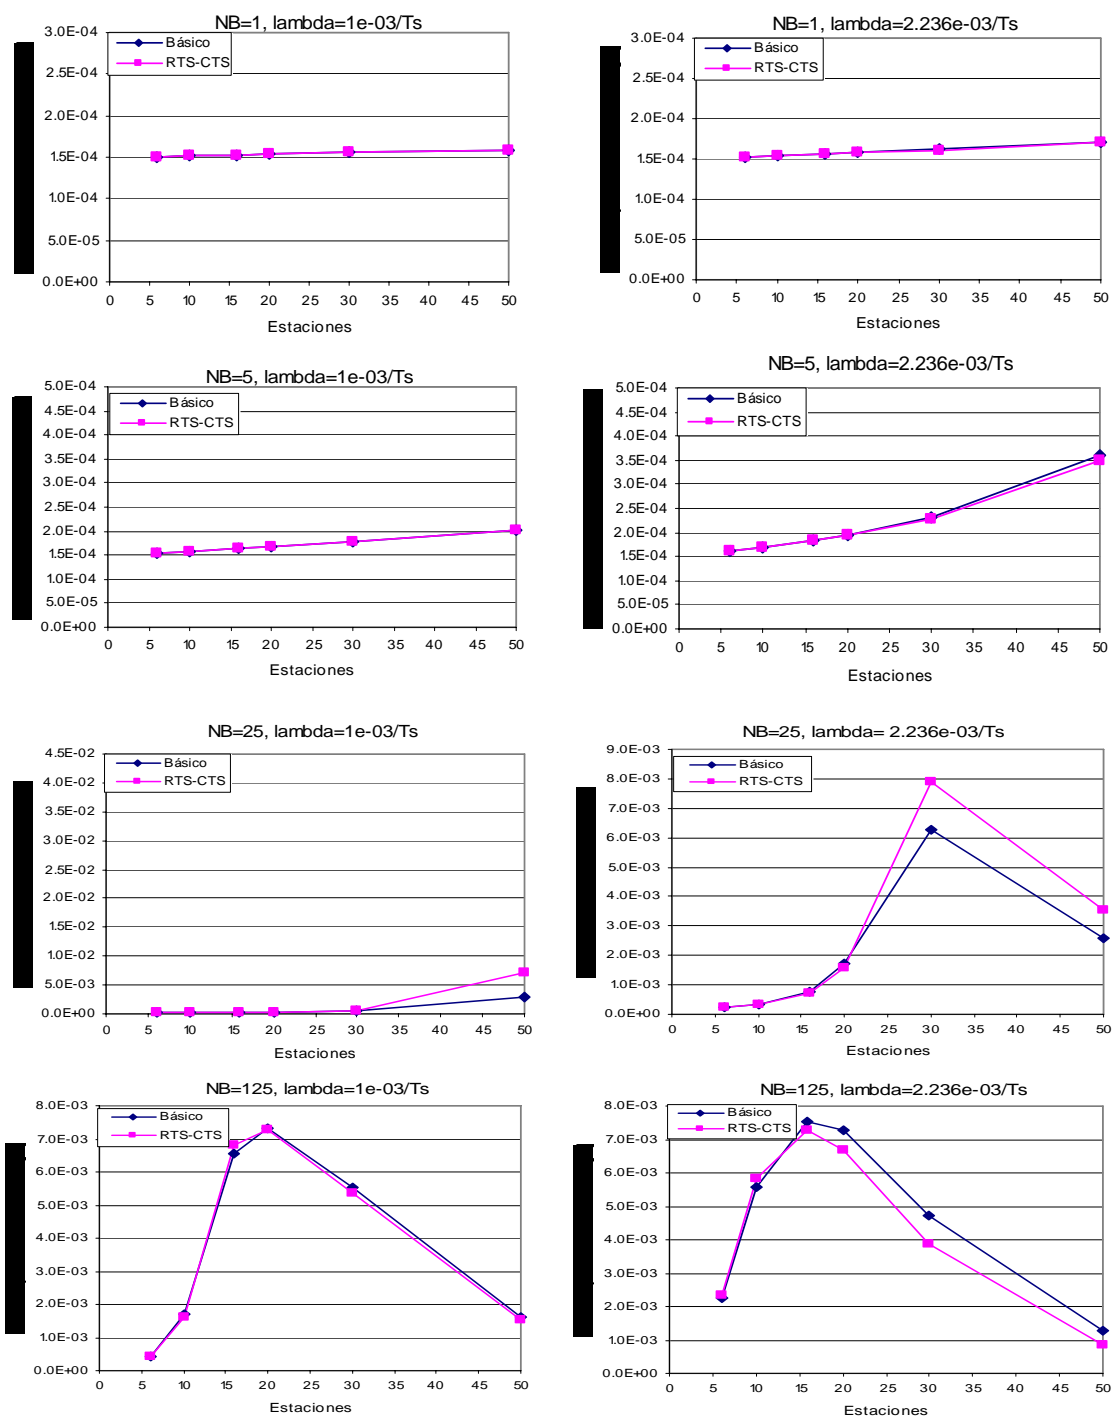 NB=1, lambda=1e-03/Ts
3.0E-04
2.5E-04
2.0E-04
1.5E-04
1.0E-04
5.0E-05
0.0E+00
Básico
RTS-CTS
0 5 10 15 20 25 30 35 40 45 50
Estaciones
NB=1, lambda=2.236e-03/Ts
3.0E-04
2.5E-04
2.0E-04
1.5E-04
1.0E-04
5.0E-05
0.0E+00
Básico
RTS-CTS
0 5 10 15 20 25 30 35 40 45 50
Estaciones
NB=5, lambda=1e-03/Ts
5.0E-04
4.5E-04
4.0E-04
3.5E-04
3.0E-04
2.5E-04
2.0E-04
1.5E-04
1.0E-04
5.0E-05
0.0E+00
Básico
RTS-CTS
0 5 10 15 20 25 30 35 40 45 50
Estaciones
NB=5, lambda=2.236e-03/Ts
5.0E-04
4.5E-04
4.0E-04
3.5E-04
3.0E-04
2.5E-04
2.0E-04
1.5E-04
1.0E-04
5.0E-05
0.0E+00
Básico
RTS-CTS
0 5 10 15 20 25 30 35 40 45 50
Estaciones
NB=25, lambda=1e-03/Ts
4.5E-02
4.0E-02
3.5E-02
3.0E-02
2.5E-02
2.0E-02
1.5E-02
1.0E-02
5.0E-03
0.0E+00
Básico
RTS-CTS
0 5 10 15 20 25 30 35 40 45 50
Estaciones
NB=25, lambda= 2.236e-03/Ts
9.0E-03
8.0E-03
7.0E-03
6.0E-03
5.0E-03
4.0E-03
3.0E-03
2.0E-03
1.0E-03
0.0E+00
Básico
RTS-CTS
0 5 10 15 20 25 30 35 40 45 50
Estaciones
NB=125, lambda=1e-03/Ts
8.0E-03
7.0E-03
6.0E-03
5.0E-03
4.0E-03
3.0E-03
2.0E-03
1.0E-03
0.0E+00
Básico
RTS-CTS
0 5 10 15 20 25 30 35 40 45 50
Estaciones
NB=125, lambda=2.236e-03/Ts
8.0E-03
7.0E-03
6.0E-03
5.0E-03
4.0E-03
3.0E-03
2.0E-03
1.0E-03
0.0E+00
Básico
RTS-CTS
0 5 10 15 20 25 30 35 40 45 50
Estaciones